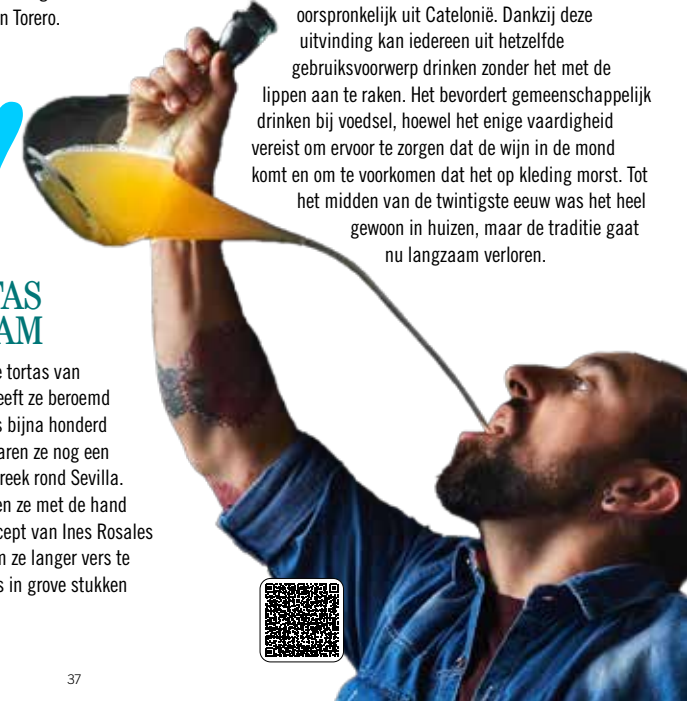 n Torero.
TAS
AM
e tortas van
eeft ze beroemd
s bijna honderd
aren ze nog een
reek rond Sevilla.
en ze met de hand
cept van Ines Rosales
m ze langer vers te
s in grove stukken
oorspronkelijk uit Catelonië. Dankzij deze
uitvinding kan iedereen uit hetzelfde
gebruiksvoorwerp drinken zonder het met de
lippen aan te raken. Het bevordert gemeenschappelijk
drinken bij voedsel, hoewel het enige vaardigheid
vereist om ervoor te zorgen dat de wijn in de mond
komt en om te voorkomen dat het op kleding morst. Tot
het midden van de twintigste eeuw was het heel
gewoon in huizen, maar de traditie gaat
nu langzaam verloren.
37